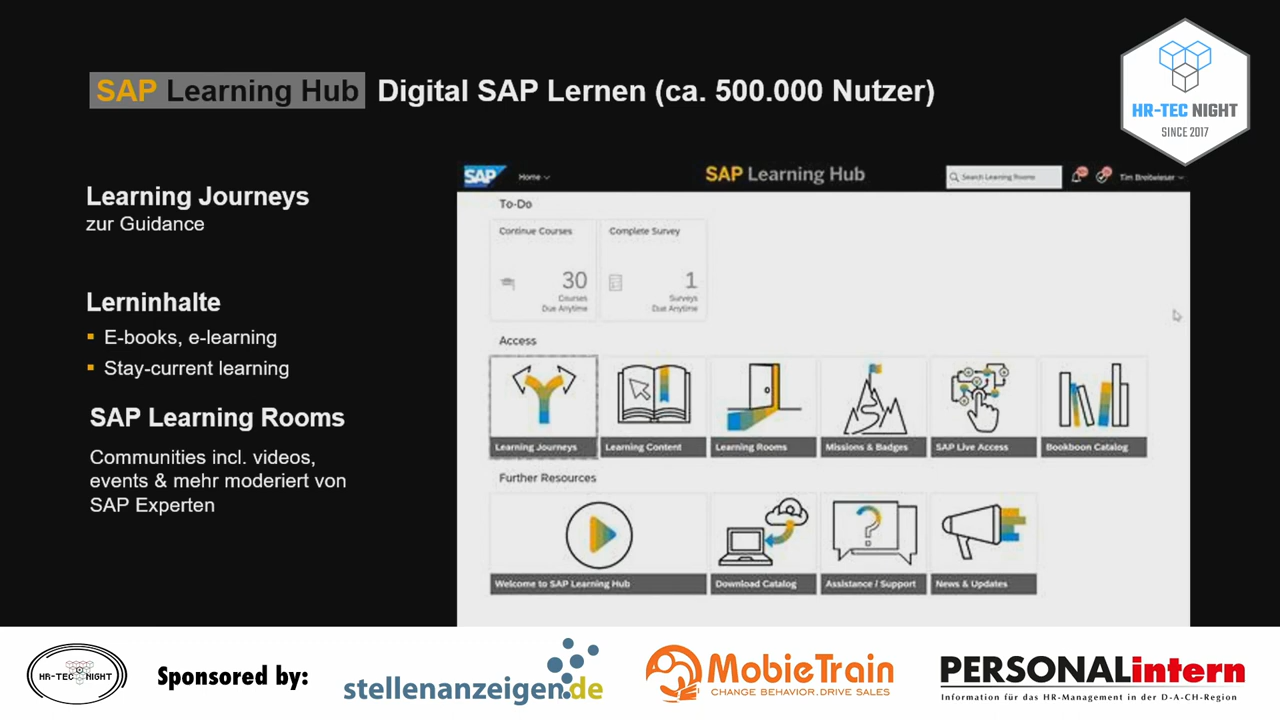 SAP Learning Hub Digital SAP Lernen (ca. 500.000 Nutzer)
HR-TEC NIGHT
SINCE 2017
Learning Journeys
zur Guidance
Lerninhalte
E-books, e-learning
Stay-current learning
SAP Learning Rooms
Communities incl. videos,
events & mehr moderiert von
SAP Experten
SAP Home SAP Learning Hub Search Learning Rooms Tim Breitwieser
To-Do
Continue Courses Complete Survey
30 1
Courses Surveys
Due Anytime Due Anytime
Access
Learning Journeys Learning Content Learning Rooms Missions & Badges SAP Live Access Bookboon Catalog
Further Resources
?
Welcome to SAP Learning Hub Download Catalog Assistance / Support News & Updates
HR-TEC NIGHT
Sponsored by:
stellenanzeigen.de
MobieTrain
CHANGE BEHAVIOR.DRIVE SALES
PERSONALintern
Information für das HR-Management in der D-A-CH-Region